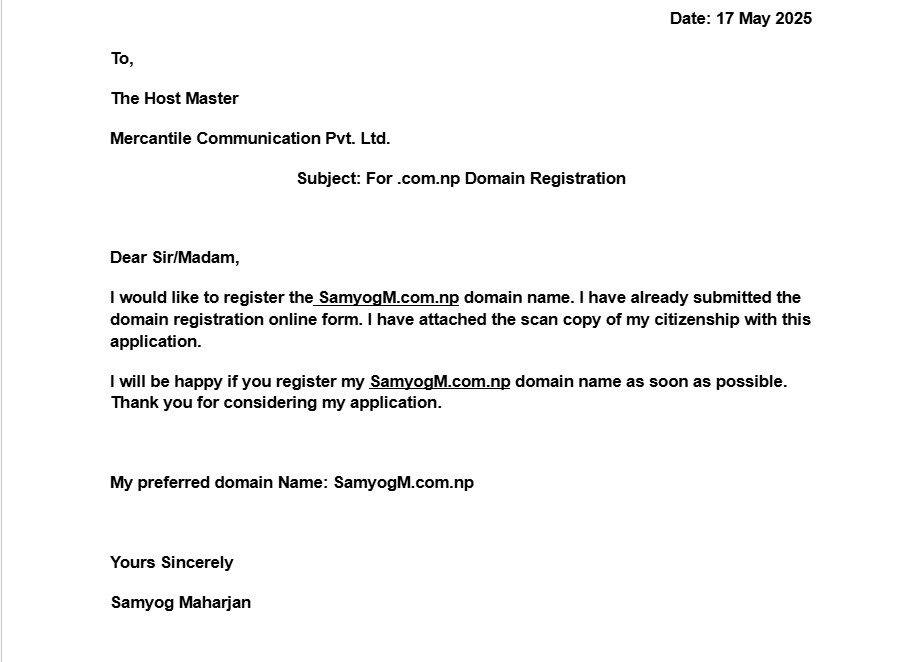 Date: 17 May 2025
To,
The Host Master
Mercantile Communication Pvt. Ltd.
Subject: For .com.np Domain Registration
Dear Sir/Madam,
I would like to register the SamyogM.com.np domain name. I have already submitted the
domain registration online form. I have attached the scan copy of my citizenship with this
application.
I will be happy if you register my SamyogM.com.np domain name as soon as possible.
Thank you for considering my application.
My preferred domain Name: SamyogM.com.np
Yours Sincerely
Samyog Maharjan